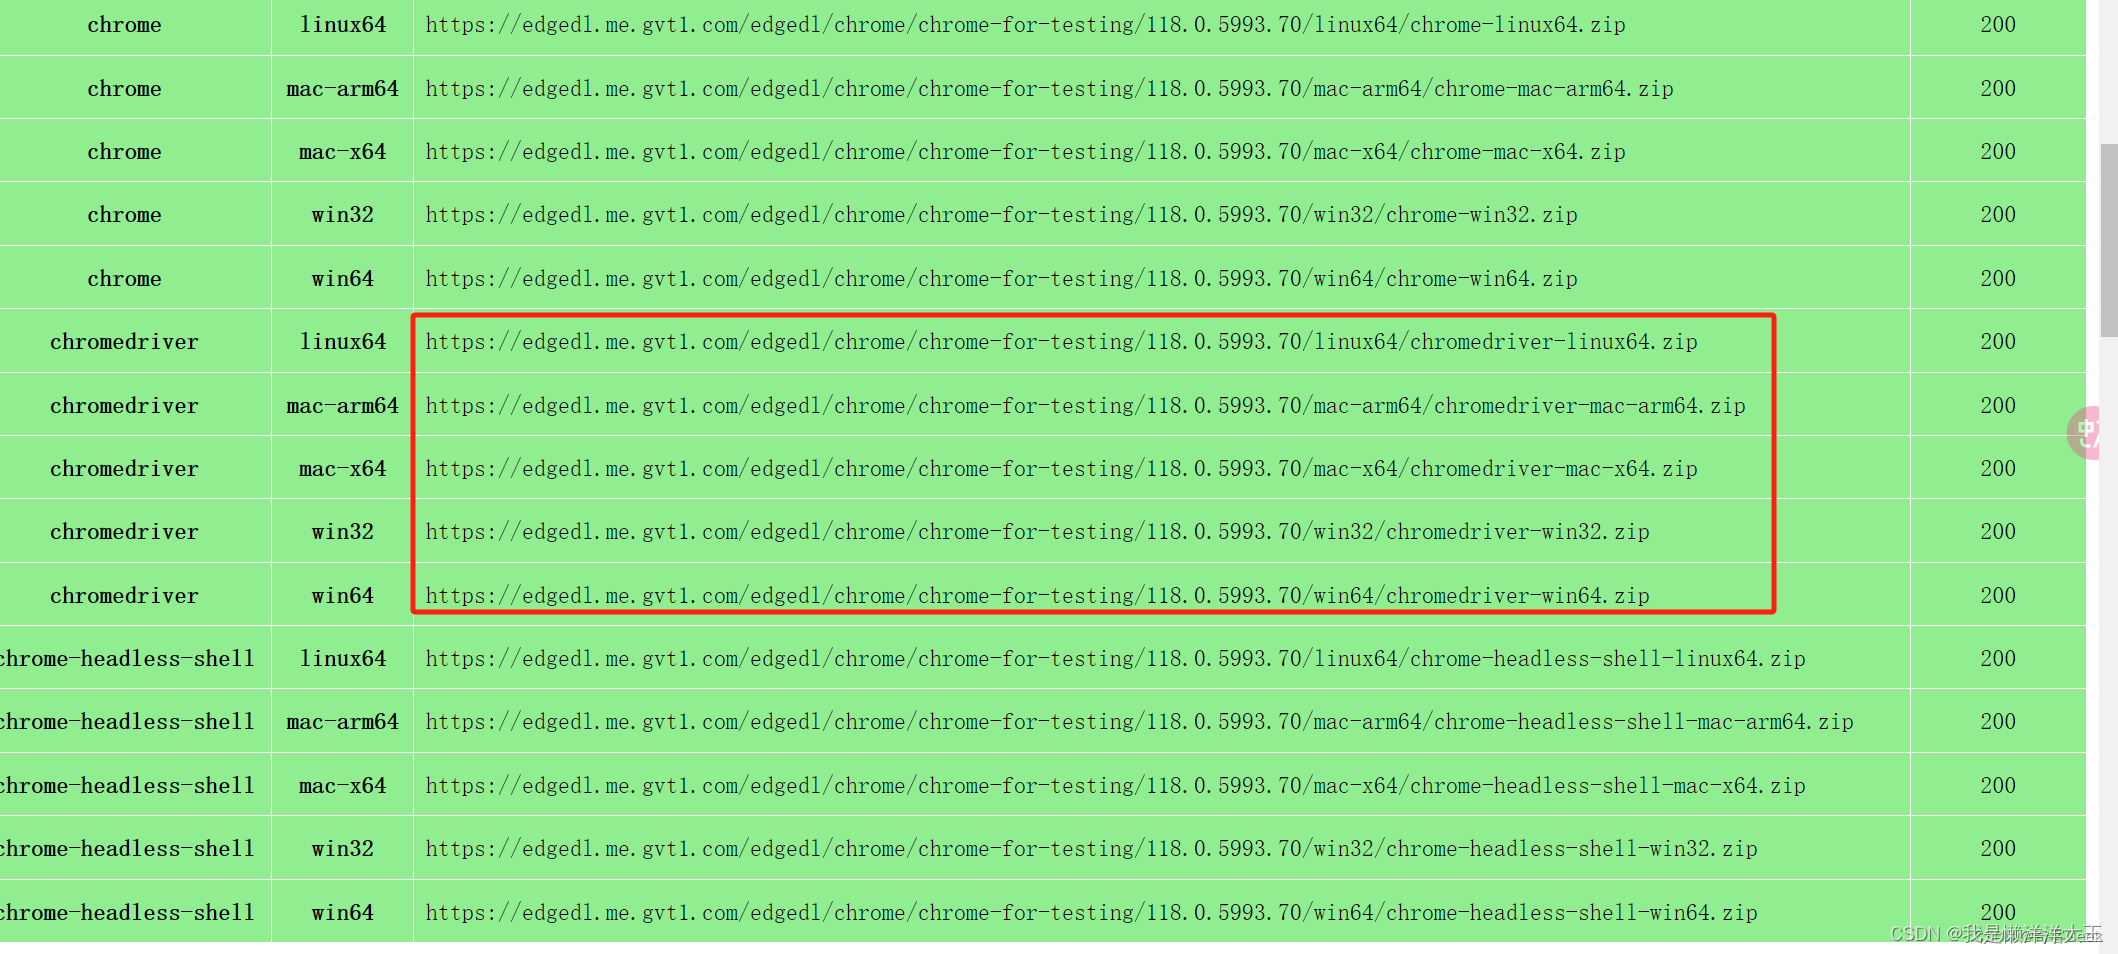 chrome linux64 https://edgedl.me.gvt1.com/edgedl/chrome/chrome-for-testing/118.0.5993.70/linux64/chrome-linux64.zip 200
chrome mac-arm64 https://edgedl.me.gvt1.com/edgedl/chrome/chrome-for-testing/118.0.5993.70/mac-arm64/chrome-mac-arm64.zip 200
chrome mac-x64 https://edgedl.me.gvt1.com/edgedl/chrome/chrome-for-testing/118.0.5993.70/mac-x64/chrome-mac-x64.zip 200
chrome win32 https://edgedl.me.gvt1.com/edgedl/chrome/chrome-for-testing/118.0.5993.70/win32/chrome-win32.zip 200
chrome win64 https://edgedl.me.gvt1.com/edgedl/chrome/chrome-for-testing/118.0.5993.70/win64/chrome-win64.zip 200
chromedriver linux64 https://edgedl.me.gvt1.com/edgedl/chrome/chrome-for-testing/118.0.5993.70/linux64/chromedriver-linux64.zip 200
chromedriver mac-arm64 https://edgedl.me.gvt1.com/edgedl/chrome/chrome-for-testing/118.0.5993.70/mac-arm64/chromedriver-mac-arm64.zip 200
chromedriver mac-x64 https://edgedl.me.gvt1.com/edgedl/chrome/chrome-for-testing/118.0.5993.70/mac-x64/chromedriver-mac-x64.zip 200
chromedriver win32 https://edgedl.me.gvt1.com/edgedl/chrome/chrome-for-testing/118.0.5993.70/win32/chromedriver-win32.zip 200
chromedriver win64 https://edgedl.me.gvt1.com/edgedl/chrome/chrome-for-testing/118.0.5993.70/win64/chromedriver-win64.zip 200
chrome-headless-shell linux64 https://edgedl.me.gvt1.com/edgedl/chrome/chrome-for-testing/118.0.5993.70/linux64/chrome-headless-shell-linux64.zip 200
chrome-headless-shell mac-arm64 https://edgedl.me.gvt1.com/edgedl/chrome/chrome-for-testing/118.0.5993.70/mac-arm64/chrome-headless-shell-mac-arm64.zip 200
chrome-headless-shell mac-x64 https://edgedl.me.gvt1.com/edgedl/chrome/chrome-for-testing/118.0.5993.70/mac-x64/chrome-headless-shell-mac-x64.zip 200
chrome-headless-shell win32 https://edgedl.me.gvt1.com/edgedl/chrome/chrome-for-testing/118.0.5993.70/win32/chrome-headless-shell-win32.zip 200
chrome-headless-shell win64 https://edgedl.me.gvt1.com/edgedl/chrome/chrome-for-testing/118.0.5993.70/win64/chrome-headless-shell-win64.zip 200
CSDN @我是懒洋洋大王